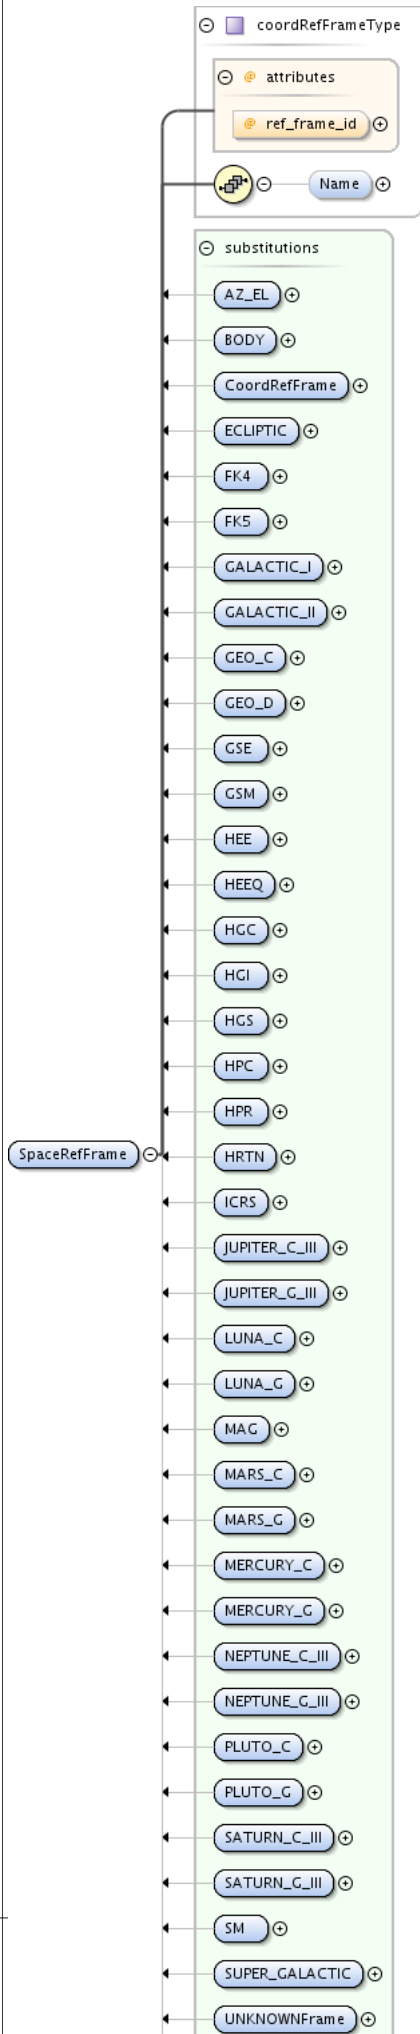 coordRefFrameType
@ attributes
@ ref_frame_id
Name
substitutions
AZ_EL
BODY
CoordRefFrame
ECLIPTIC
FK4
FK5
GALACTIC_I
GALACTIC_II
GEO_C
GEO_D
GSE
GSM
HEE
HEEQ
HGC
HGI
HGS
HPC
HPR
SpaceRefFrame
HRTN
ICRS
JUPITER_C_III
JUPITER_G_III
LUNA_C
LUNA_G
MAG
MARS_C
MARS_G
MERCURY_C
MERCURY_G
NEPTUNE_C_III
NEPTUNE_G_III
PLUTO_C
PLUTO_G
SATURN_C_III
SATURN_G_III
SM
SUPER_GALACTIC
UNKNOWNFrame